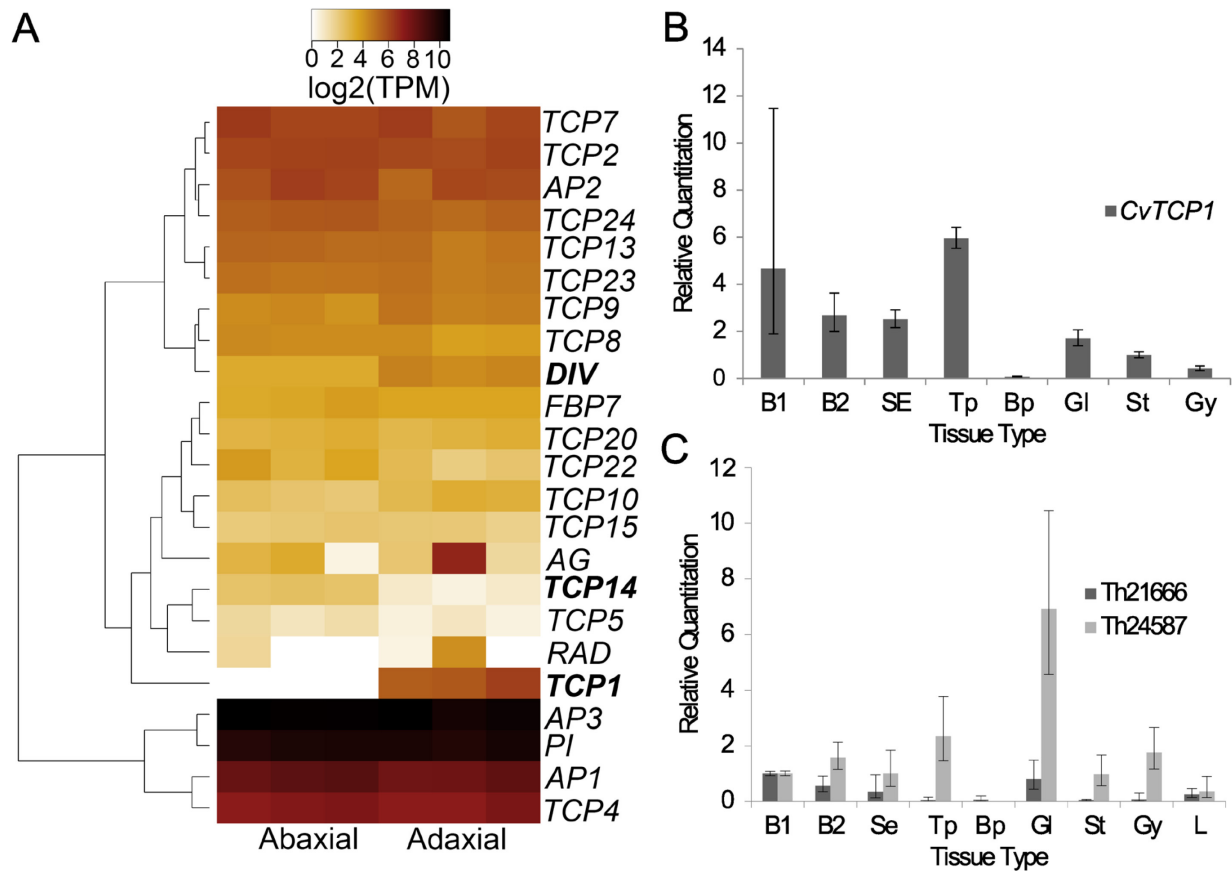 A
0 2 4 6 8 10
log2(TPM)
TCP7
TCP2
AP2
TCP24
TCP13
TCP23
TCP9
TCP8
DIV
FBP7
TCP20
TCP22
TCP10
TCP15
AG
TCP14
TCP5
RAD
TCP1
AP3
PI
AP1
TCP4
Abaxial Adaxial
B
Relative Quantitation
14
12
10
8
6
4
2
0
CvTCP1
B1 B2 SE Tp Bp Gl St Gy
Tissue Type
C
Relative Quantitation
12
10
8
6
4
2
0
Th21666
Th24587
B1 B2 Se Tp Bp Gl St Gy L
Tissue Type